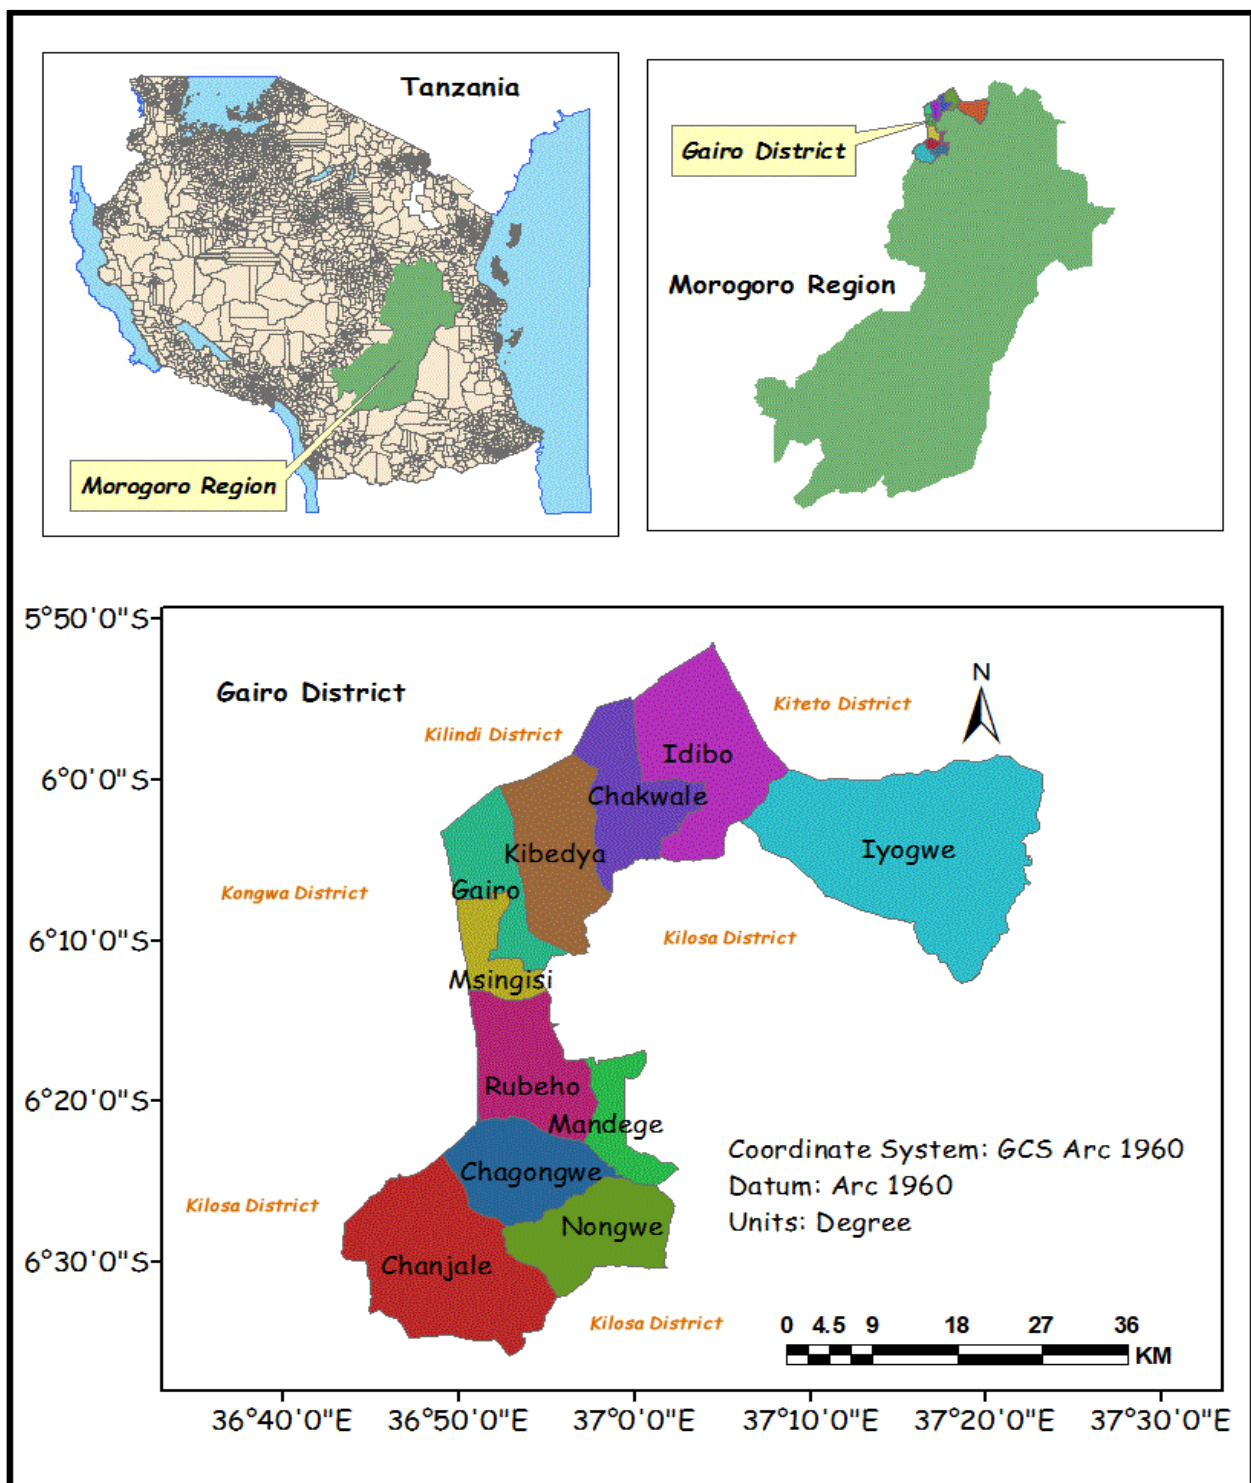 Tanzania
Morogoro Region
Gairo District
Morogoro Region
5°50'0"S
6°0'0"S
6°10'0"S
6°20'0"S
6°30'0"S
Gairo District
N
Kilindi District
Kiteto District
Idibo
Chakwale
Kibedya
Iyogwe
Gairo
Kongwa District
Kilosa District
Msingisi
Rubeho
Mandege
Chagongwe
Kilosa District
Nongwe
Chanjale
Kilosa District
Coordinate System: GCS Arc 1960
Datum: Arc 1960
Units: Degree
0 4.5 9 18 27 36
KM
36°40'0"E 36°50'0"E 37°0'0"E 37°10'0"E 37°20'0"E 37°30'0"E